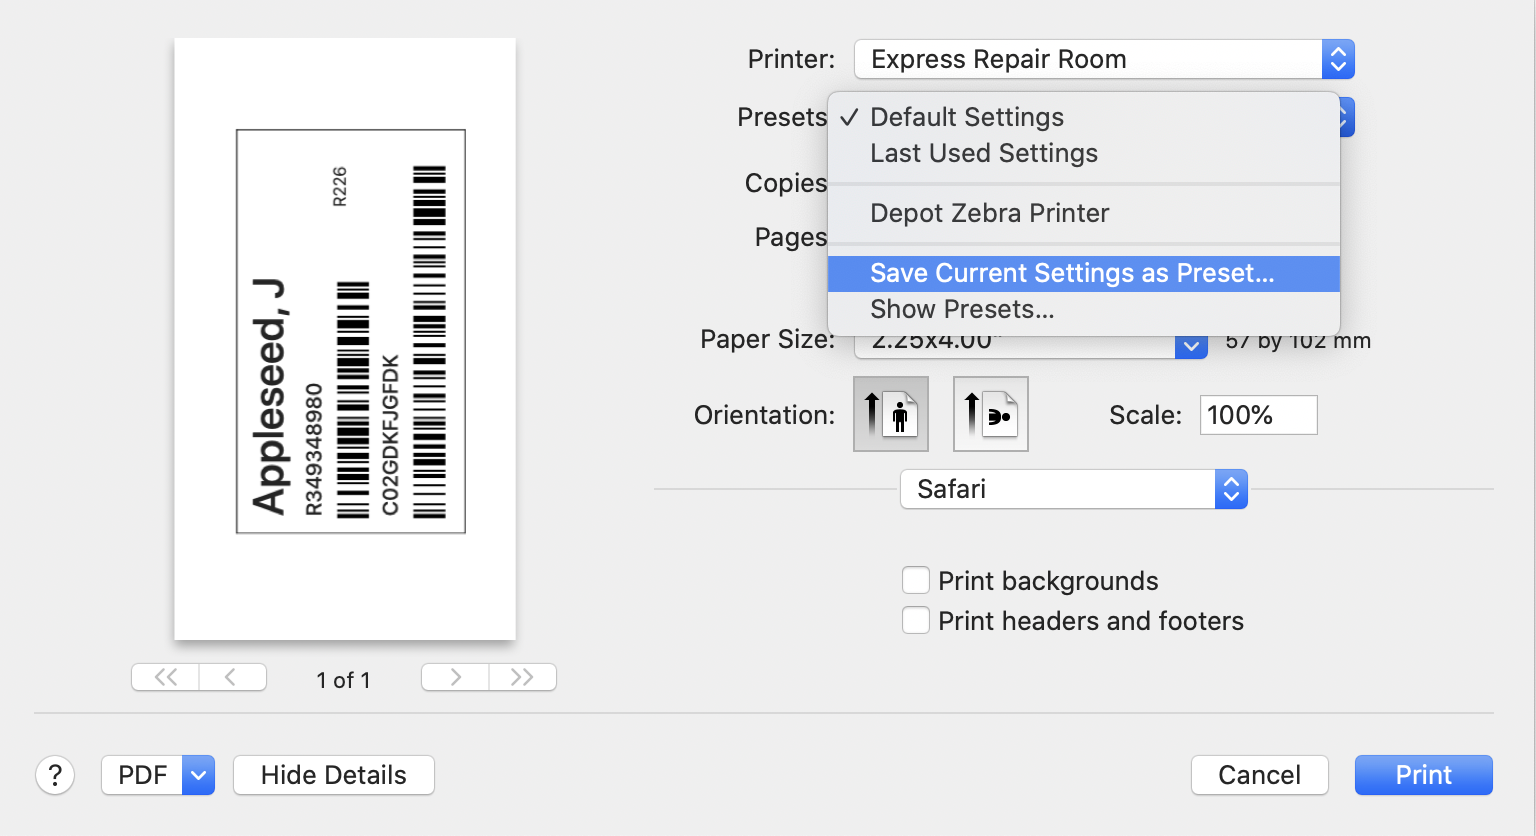 Printer: Express Repair Room
Presets
✓ Default Settings
Last Used Settings
Depot Zebra Printer
Save Current Settings as Preset...
Show Presets...
Copies
Pages
Paper Size: 2.25x4.00" 57 by 102 mm
Orientation:
Scale: 100%
Safari
Print backgrounds
Print headers and footers
Appleseed, J
R349348980
R226
C02GDKFJGFDK
<< < 1 of 1 > >>
? PDF Hide Details Cancel Print